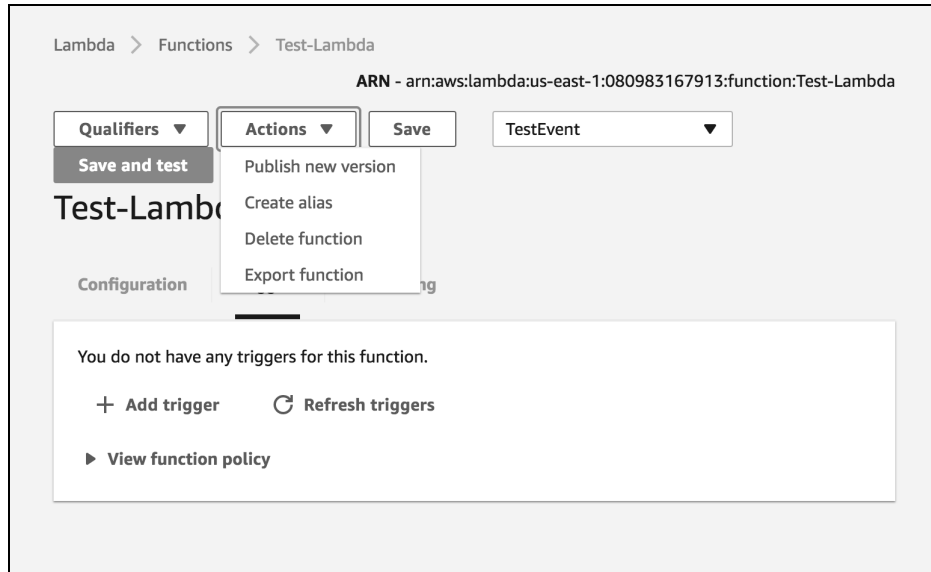 Lambda > Functions > Test-Lambda
ARN - arn:aws:lambda:us-east-1:080983167913:function:Test-Lambda
Qualifiers Actions Save TestEvent
Save and test
Publish new version
Create alias
Delete function
Export function
Configuration
You do not have any triggers for this function.
+ Add trigger Refresh triggers
View function policy